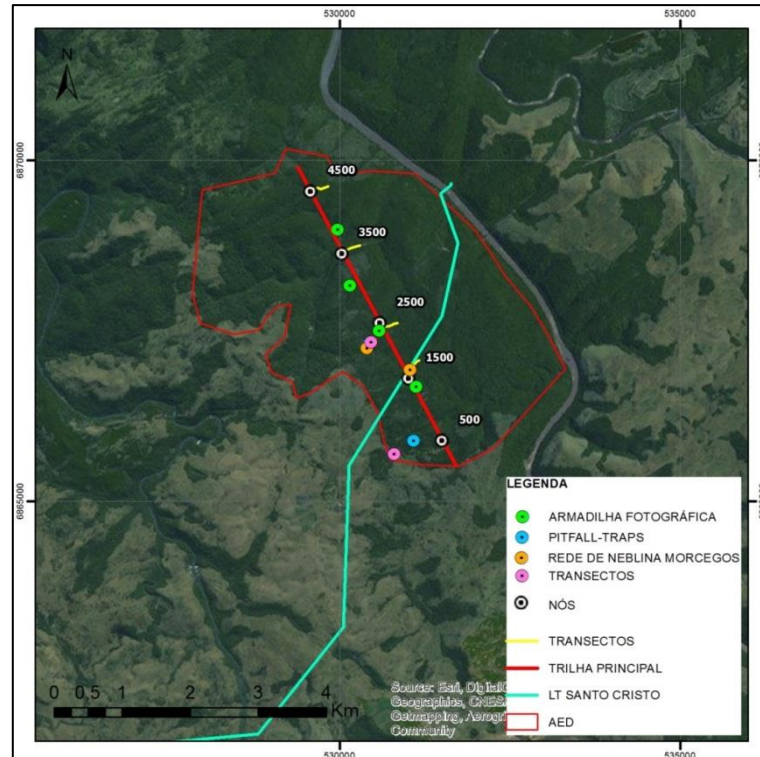 530000
535000
N
6870000
4500
3500
2500
1500
500
6865000
LEGENDA
ARMADILHA FOTOGRÁFICA
PITFALL-TRAPS
REDE DE NEBLINA MORCEGOS
TRANSECTOS
NÓS
TRANSECTOS
TRILHA PRINCIPAL
LT SANTO CRISTO
AED
0 0,5 1 2 3 4
Km
Source: Esri,
Geographics,
Getmapping,
Community
530000
535000